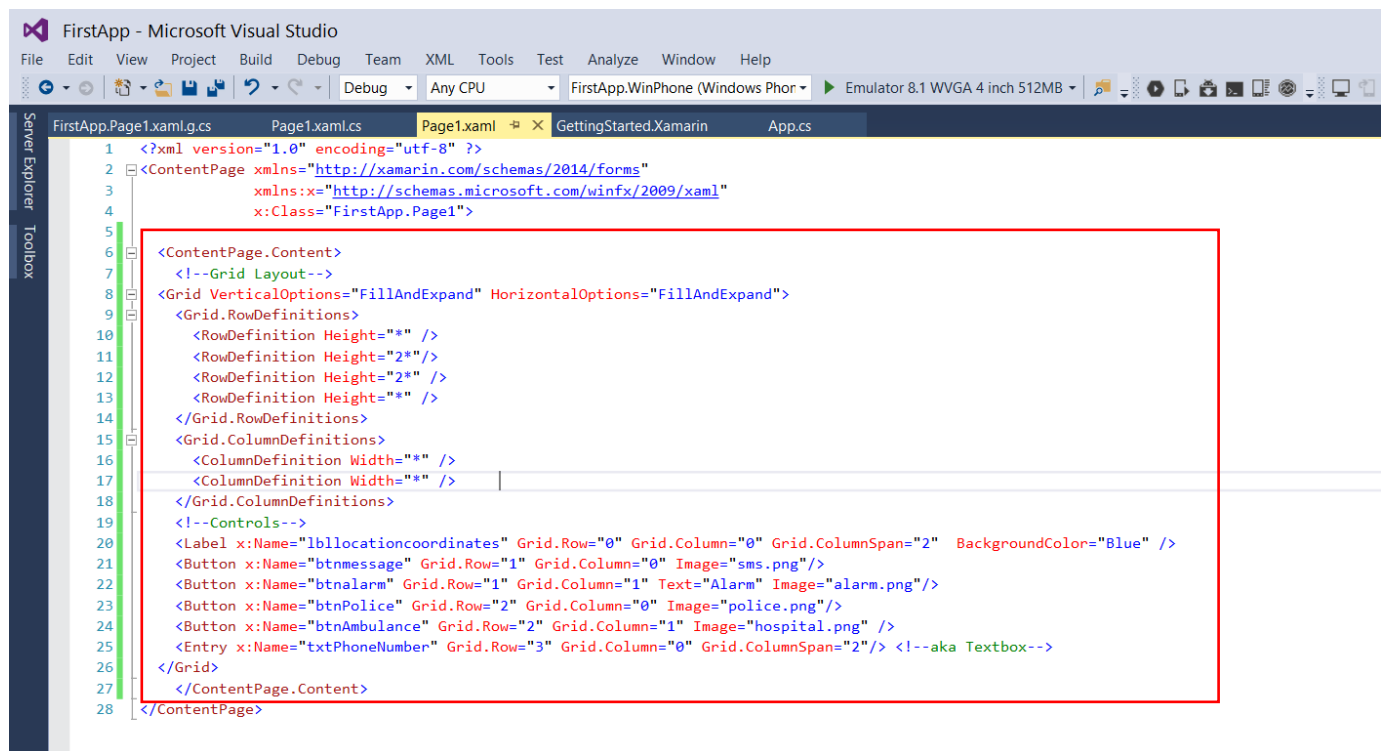 FirstApp - Microsoft Visual Studio
File Edit View Project Build Debug Team XML Tools Test Analyze Window Help
Debug Any CPU FirstApp.WinPhone (Windows Phor Emulator 8.1 WVGA 4 inch 512MB
Server Explorer
Toolbox
FirstApp.Page1.xaml.g.cs Page1.xaml.cs Page1.xaml GettingStarted.Xamarin App.cs
1 <?xml version="1.0" encoding="utf-8" ?>
2 <ContentPage xmlns="http://xamarin.com/schemas/2014/forms"
3 xmlns:x="http://schemas.microsoft.com/winfx/2009/xaml"
4 x:Class="FirstApp.Page1">
5
6 <ContentPage.Content>
7 <!--Grid Layout-->
8 <Grid VerticalOptions="FillAndExpand" HorizontalOptions="FillAndExpand">
9 <Grid.RowDefinitions>
10 <RowDefinition Height="*" />
11 <RowDefinition Height="2*"/>
12 <RowDefinition Height="2*" />
13 <RowDefinition Height="*" />
14 </Grid.RowDefinitions>
15 <Grid.ColumnDefinitions>
16 <ColumnDefinition Width="*" />
17 <ColumnDefinition Width="*" />
18 </Grid.ColumnDefinitions>
19 <!--Controls-->
20 <Label x:Name="lbllocationcoordinates" Grid.Row="0" Grid.Column="0" Grid.ColumnSpan="2"  BackgroundColor="Blue" />
21 <Button x:Name="btnmessage" Grid.Row="1" Grid.Column="0" Image="sms.png"/>
22 <Button x:Name="btnalarm" Grid.Row="1" Grid.Column="1" Text="Alarm" Image="alarm.png"/>
23 <Button x:Name="btnPolice" Grid.Row="2" Grid.Column="0" Image="police.png"/>
24 <Button x:Name="btnAmbulance" Grid.Row="2" Grid.Column="1" Image="hospital.png" />
25 <Entry x:Name="txtPhoneNumber" Grid.Row="3" Grid.Column="0" Grid.ColumnSpan="2"/> <!--aka Textbox-->
26 </Grid>
27 </ContentPage.Content>
28 </ContentPage>